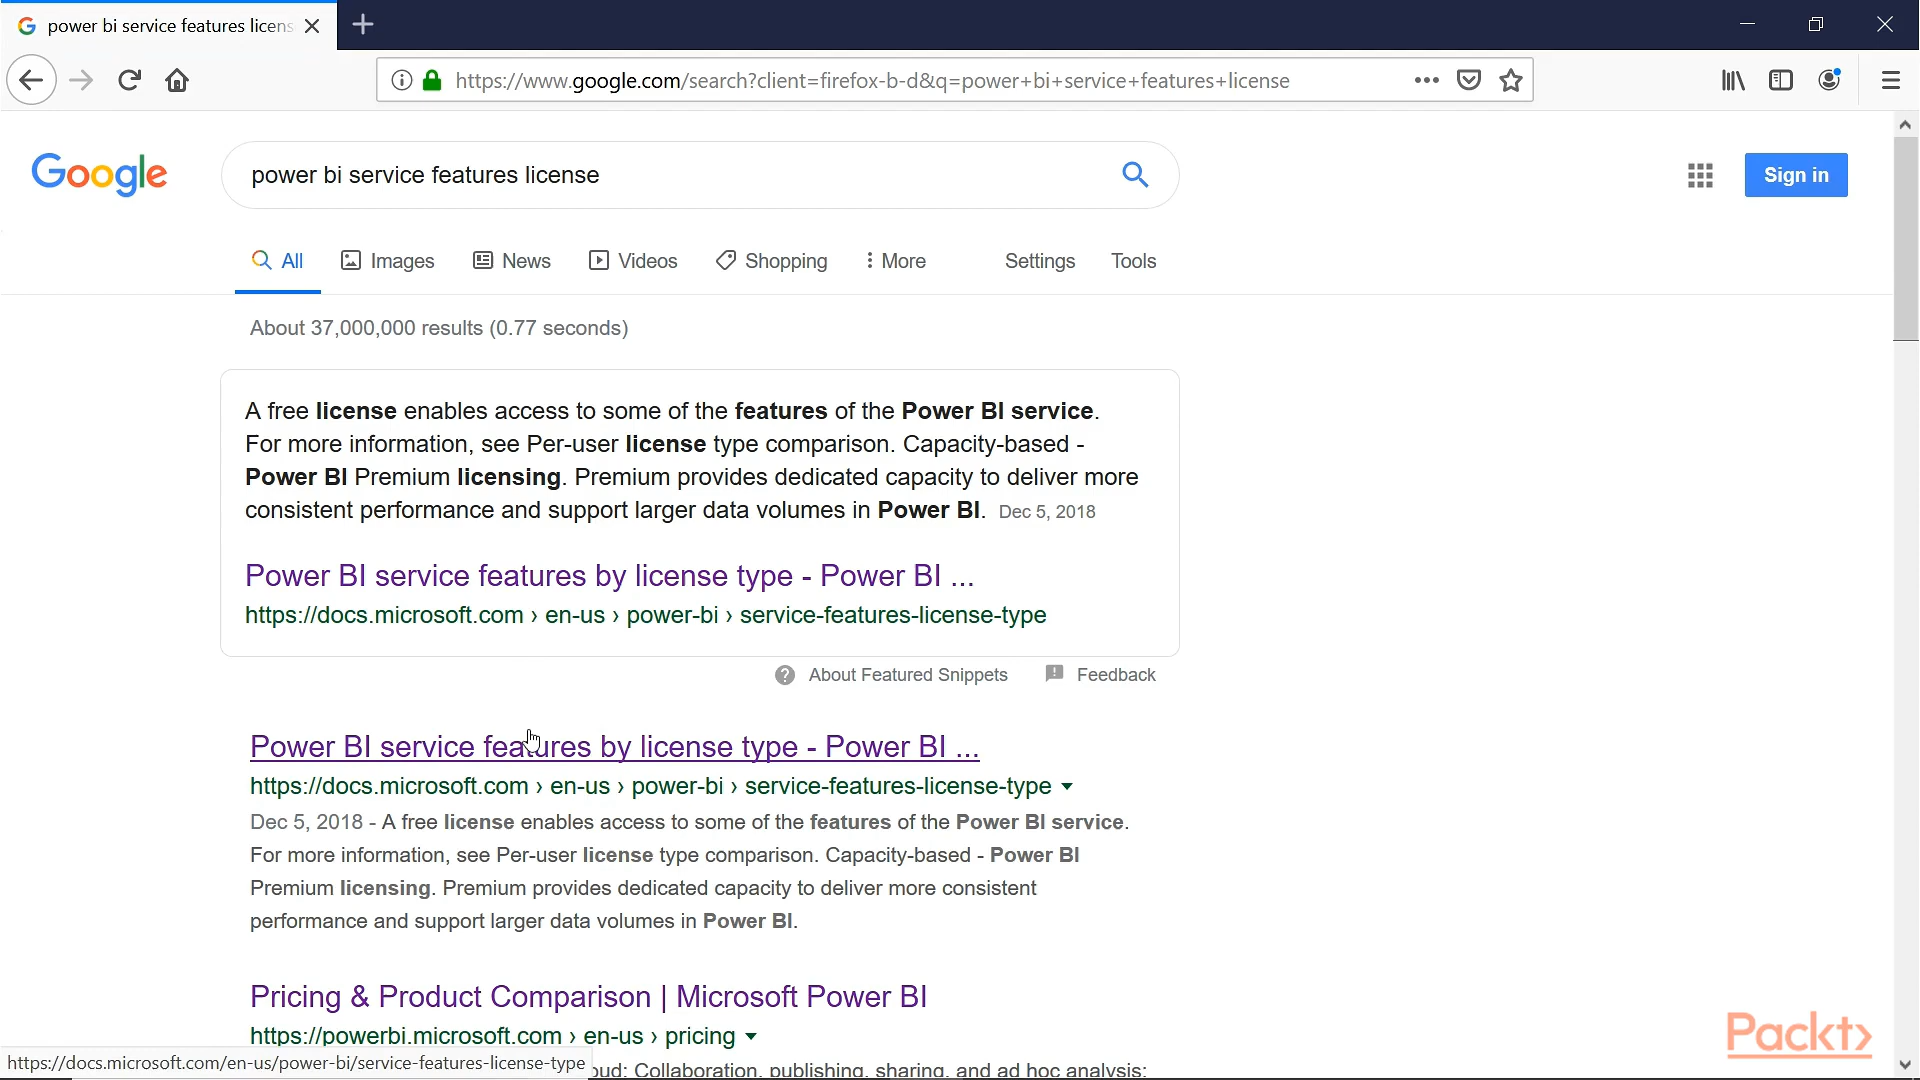 power bi service features licens
https://www.google.com/search?client=firefox-b-d&q=power+bi+service+features+license
Google
power bi service features license
Sign in
All
Images
News
Videos
Shopping
More
Settings
Tools
About 37,000,000 results (0.77 seconds)
A free license enables access to some of the features of the Power BI service.
For more information, see Per-user license type comparison. Capacity-based -
Power BI Premium licensing. Premium provides dedicated capacity to deliver more
consistent performance and support larger data volumes in Power BI. Dec 5, 2018
Power BI service features by license type - Power BI ...
https://docs.microsoft.com › en-us › power-bi › service-features-license-type
About Featured Snippets
Feedback
Power BI service features by license type - Power BI ...
https://docs.microsoft.com › en-us › power-bi › service-features-license-type
Dec 5, 2018 - A free license enables access to some of the features of the Power BI service.
For more information, see Per-user license type comparison. Capacity-based - Power BI
Premium licensing. Premium provides dedicated capacity to deliver more consistent
performance and support larger data volumes in Power BI.
Pricing & Product Comparison | Microsoft Power BI
https://powerbi.microsoft.com › en-us › pricing
https://docs.microsoft.com/en-us/power-bi/service-features-license-type
oud: Collaboration, publishing, sharing, and ad hoc analysis:
Packt>